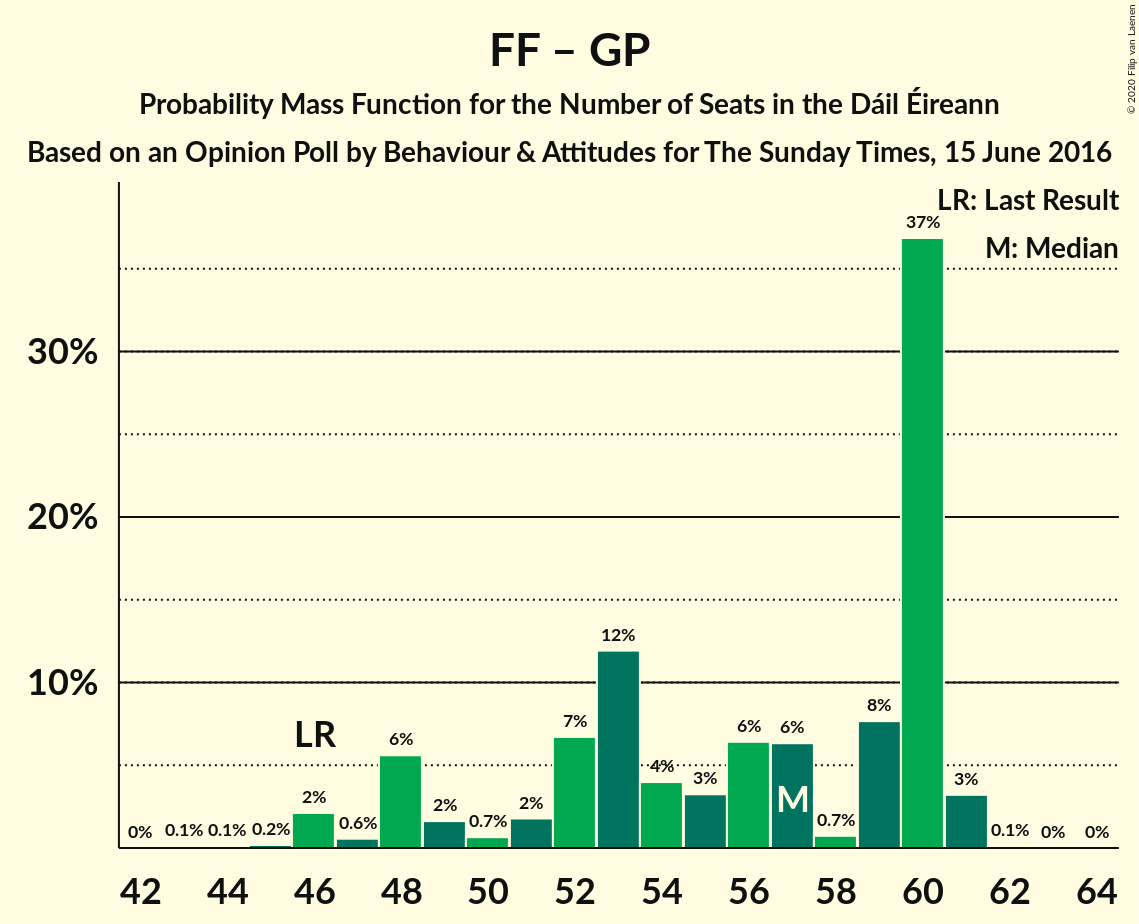 FF – GP
Probability Mass Function for the Number of Seats in the Dáil Éireann
Based on an Opinion Poll by Behaviour & Attitudes for The Sunday Times, 15 June 2016
© 2020 Filip van Laenen
LR: Last Result
M: Median
30%
20%
10%
0% 0.1% 0.1% 0.2% 2% 0.6% 6% 2% 0.7% 2% 7% 12% 4% 3% 6% 6% 0.7% 8% 37% 3% 0.1% 0% 0%
LR
M
42 44 46 48 50 52 54 56 58 60 62 64